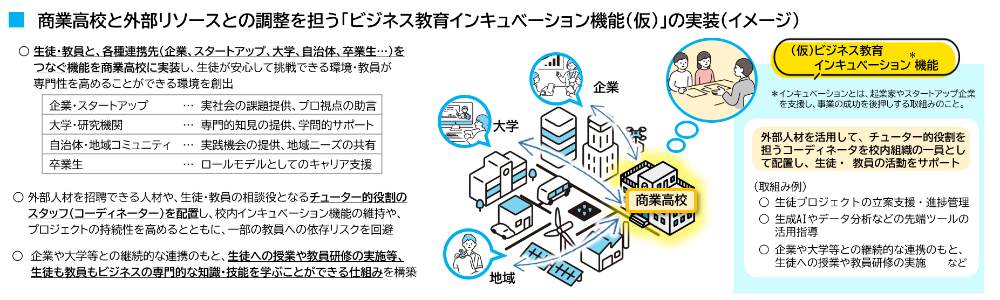 ■ 商業高校と外部リソースとの調整を担う「ビジネス教育インキュベーション機能(仮)」の実装(イメージ)
○ 生徒・教員と、各種連携先(企業、スタートアップ、大学、自治体、卒業生…)を
つなぐ機能を商業高校に実装し、生徒が安心して挑戦できる環境・教員が
専門性を高めることができる環境を創出
企業・スタートアップ … 実社会の課題提供、プロ視点の助言
大学・研究機関 … 専門的知見の提供、学問的サポート
自治体・地域コミュニティ … 実践機会の提供、地域ニーズの共有
卒業生 … ロールモデルとしてのキャリア支援
○ 外部人材を招聘できる人材や、生徒・教員の相談役となるチューター的役割の
スタッフ(コーディネーター)を配置し、校内インキュベーション機能の維持や、
プロジェクトの持続性を高めるとともに、一部の教員への依存リスクを回避
○ 企業や大学等との継続的な連携のもと、生徒への授業や教員研修の実施等、
生徒も教員もビジネスの専門的な知識・技能を学ぶことができる仕組みを構築
企業
大学
商業高校
地域
(仮)ビジネス教育
インキュベーション*機能
*インキュベーションとは、起業家やスタートアップ企業
を支援し、事業の成功を後押しする取組みのこと。
外部人材を活用して、チューター的役割を
担うコーディネータを校内組織の一員とし
て配置し、生徒・ 教員の活動をサポート
(取組み例)
○ 生徒プロジェクトの立案支援・進捗管理
○ 生成AIやデータ分析などの先端ツールの
活用指導
○ 企業や大学等との継続的な連携のもと、
生徒への授業や教員研修の実施 など